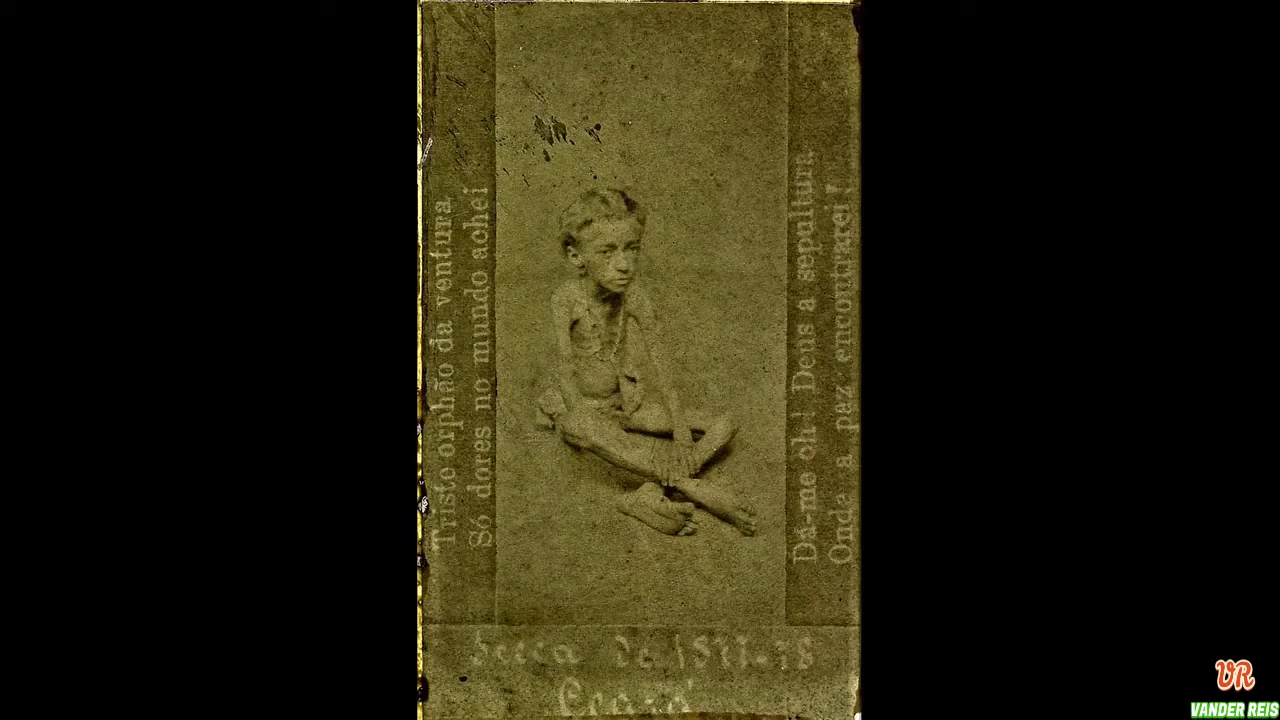 Triste orphão da ventura,
Só dores no mundo achei
Dá-me oh! Deus a sepultura,
Onde a paz encontrarei!
Secca de 1877-78
Ceará
VR
VANDER REIS